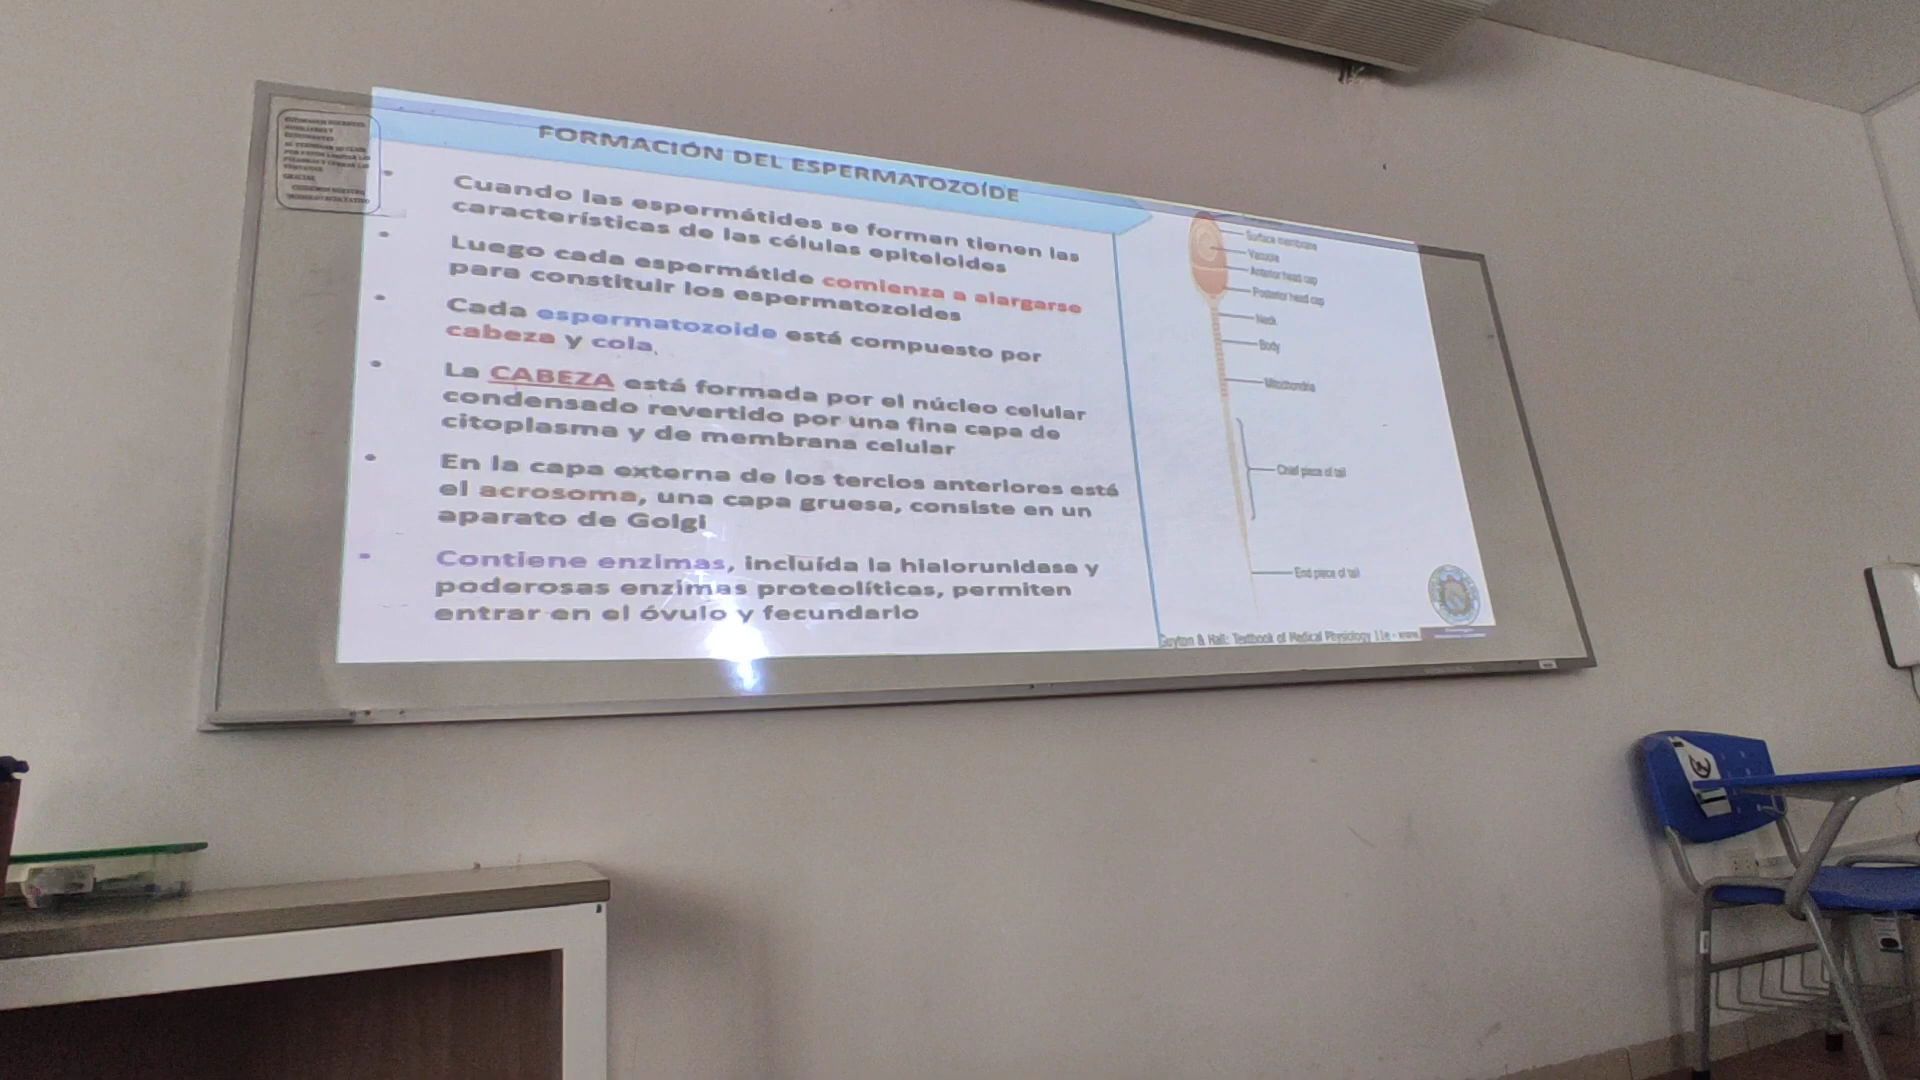 FORMACIÓN DEL ESPERMATOZOÍDE
• Cuando las espermátides se forman tienen las
características de las células epiteloides
• Luego cada espermátide comienza a alargarse
para constituir los espermatozoides
• Cada espermatozoide está compuesto por
cabeza y cola.
• La CABEZA está formada por el núcleo celular
condensado revertido por una fina capa de
citoplasma y de membrana celular
• En la capa externa de los tercios anteriores está
el acrosoma, una capa gruesa, consiste en un
aparato de Golgi
• Contiene enzimas, incluída la hialorunidasa y
poderosas enzimas proteolíticas, permiten
entrar en el óvulo y fecundarlo
Surface membrane
Vacuole
Anterior head cap
Posterior head cap
Neck
Body
Mitochondria
Chief piece of tail
End piece of tail
Guyton & Hall: Textbook of Medical Physiology 11e - www